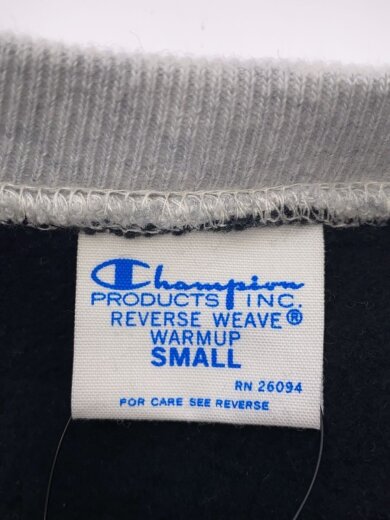 Champion
PRODUCTS INC.
REVERSE WEAVE®
WARMUP
SMALL
RN 26094
FOR CARE SEE REVERSE